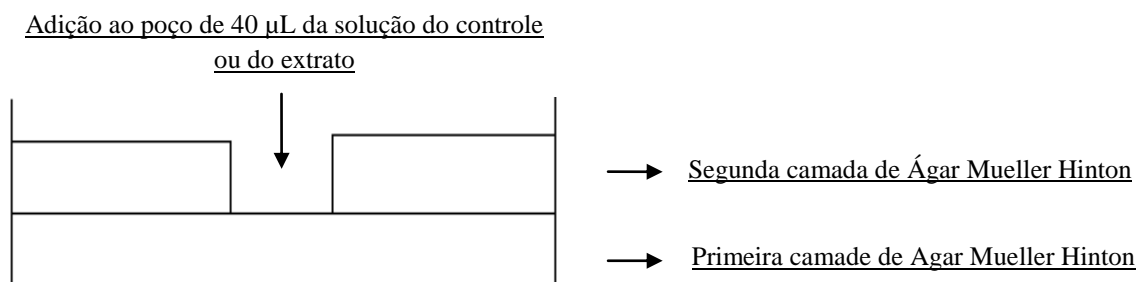 Adição ao poço de 40 μL da solução do controle
ou do extrato
Segunda camada de Ágar Mueller Hinton
Primeira camade de Agar Mueller Hinton